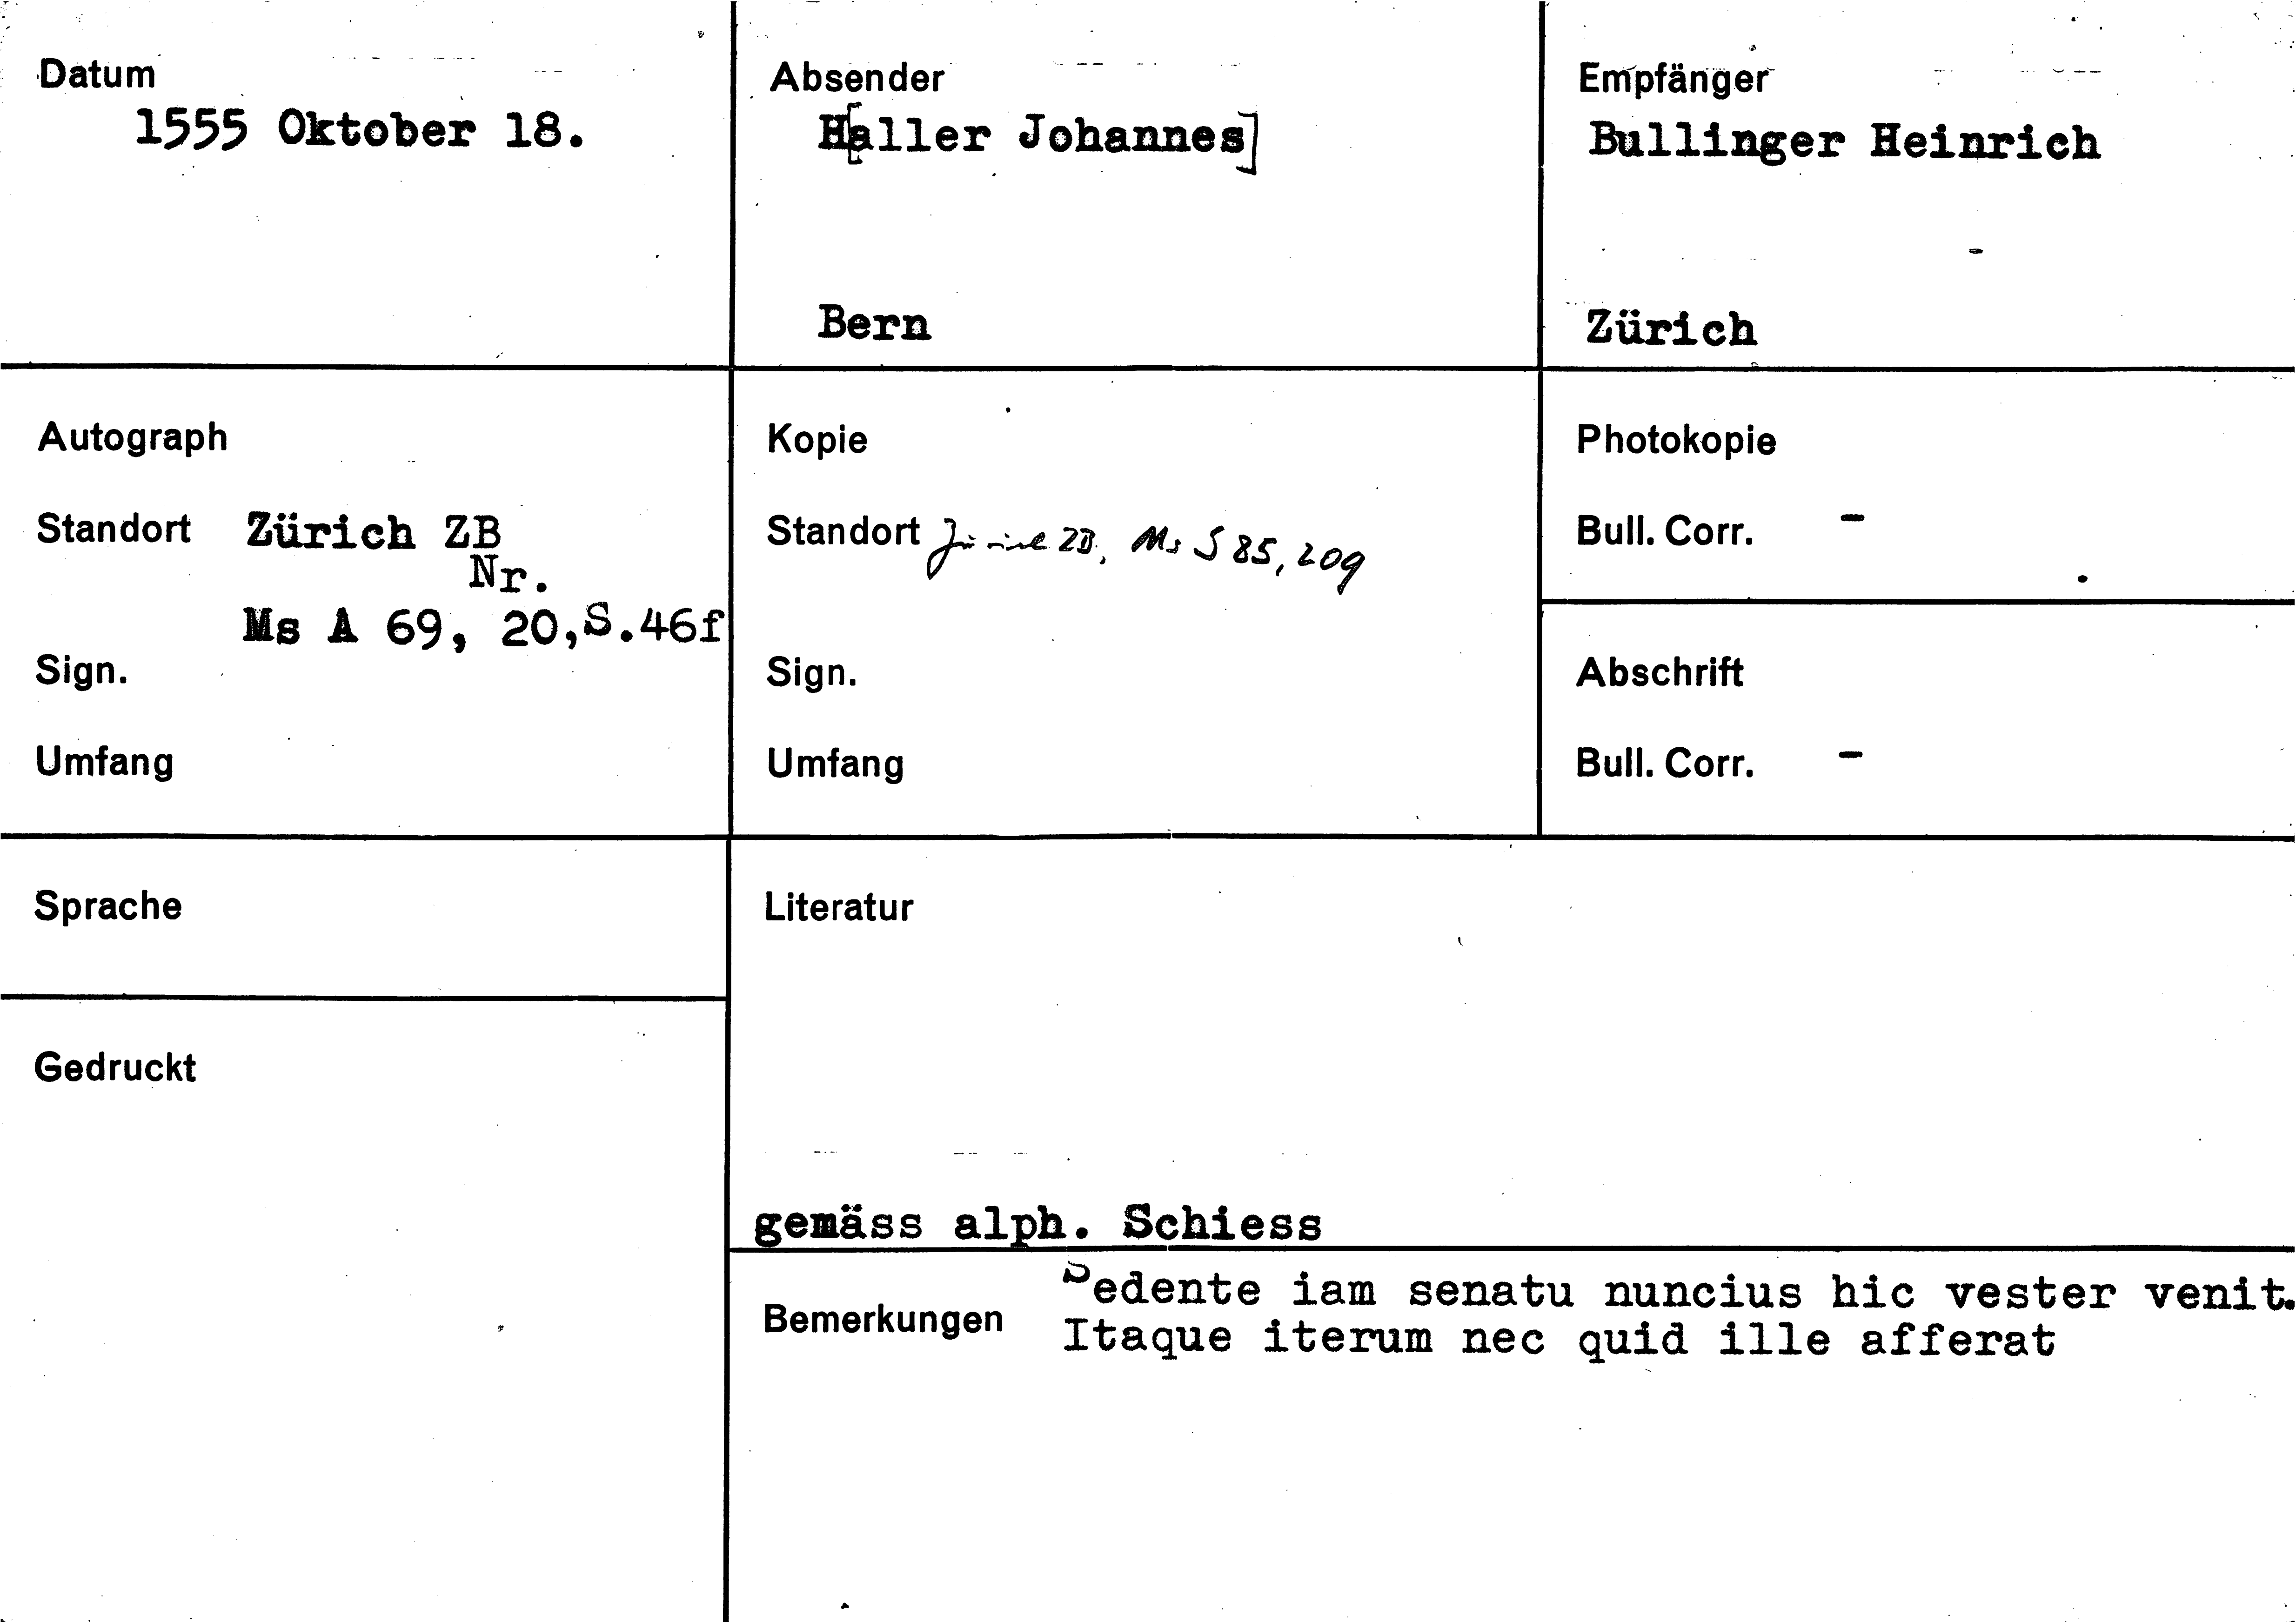 Datum
1555 Oktober 18.
Absender
H[aller Johannes]
Bern
Empfänger
Bullinger Heinrich
Zürich
Autograph
Standort Zürich ZB
Nr.
Ms A 69, 20,S.46f
Sign.
Umfang
Kopie
Standort Zürich ZB, Ms S 85, 209
Sign.
Umfang
Photokopie
Bull. Corr. -
Abschrift
Bull. Corr. -
Sprache
Gedruckt
Literatur
gemäss alph. Schiess
Bemerkungen
Sedente iam senatu nuncius hic vester venit.
Itaque iterum nec quid ille afferat